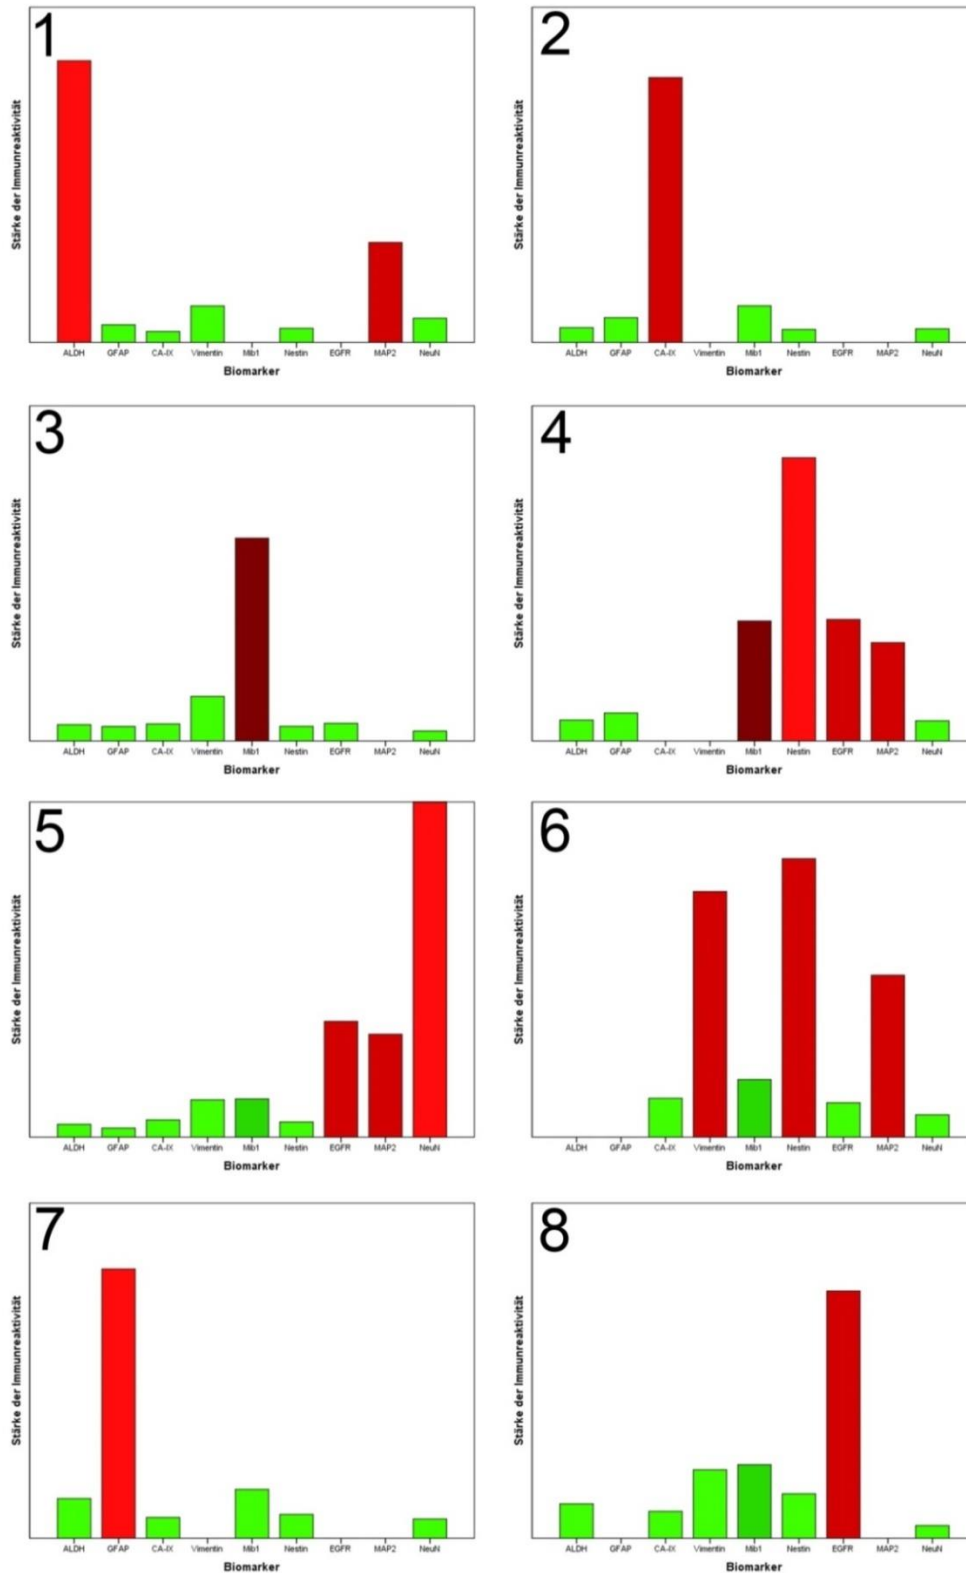 1
2
Stärke der Immunreaktivität
Stärke der Immunreaktivität
ALDH GFAP CA-IX Vimentin Mib1 Nestin EGFR MAP2 NeuN
ALDH GFAP CA-IX Vimentin Mib1 Nestin EGFR MAP2 NeuN
Biomarker
Biomarker
3
4
Stärke der Immunreaktivität
Stärke der Immunreaktivität
ALDH GFAP CA-IX Vimentin Mib1 Nestin EGFR MAP2 NeuN
ALDH GFAP CA-IX Vimentin Mib1 Nestin EGFR MAP2 NeuN
Biomarker
Biomarker
5
6
Stärke der Immunreaktivität
Stärke der Immunreaktivität
ALDH GFAP CA-IX Vimentin Mib1 Nestin EGFR MAP2 NeuN
ALDH GFAP CA-IX Vimentin Mib1 Nestin EGFR MAP2 NeuN
Biomarker
Biomarker
7
8
Stärke der Immunreaktivität
Stärke der Immunreaktivität
ALDH GFAP CA-IX Vimentin Mib1 Nestin EGFR MAP2 NeuN
ALDH GFAP CA-IX Vimentin Mib1 Nestin EGFR MAP2 NeuN
Biomarker
Biomarker